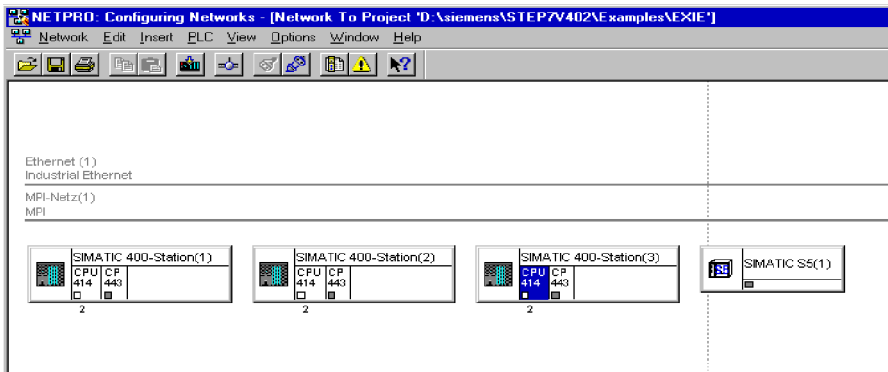 NETPRO: Configuring Networks - [Network To Project 'D:\siemens\STEP7V402\Examples\EXIE']
Network Edit Insert PLC View Options Window Help
Ethernet (1)
Industrial Ethernet
MPI-Netz(1)
MPI
SIMATIC 400-Station(1)
CPU 414
CP 443
2
SIMATIC 400-Station(2)
CPU 414
CP 443
2
SIMATIC 400-Station(3)
CPU 414
CP 443
2
SIMATIC S5(1)